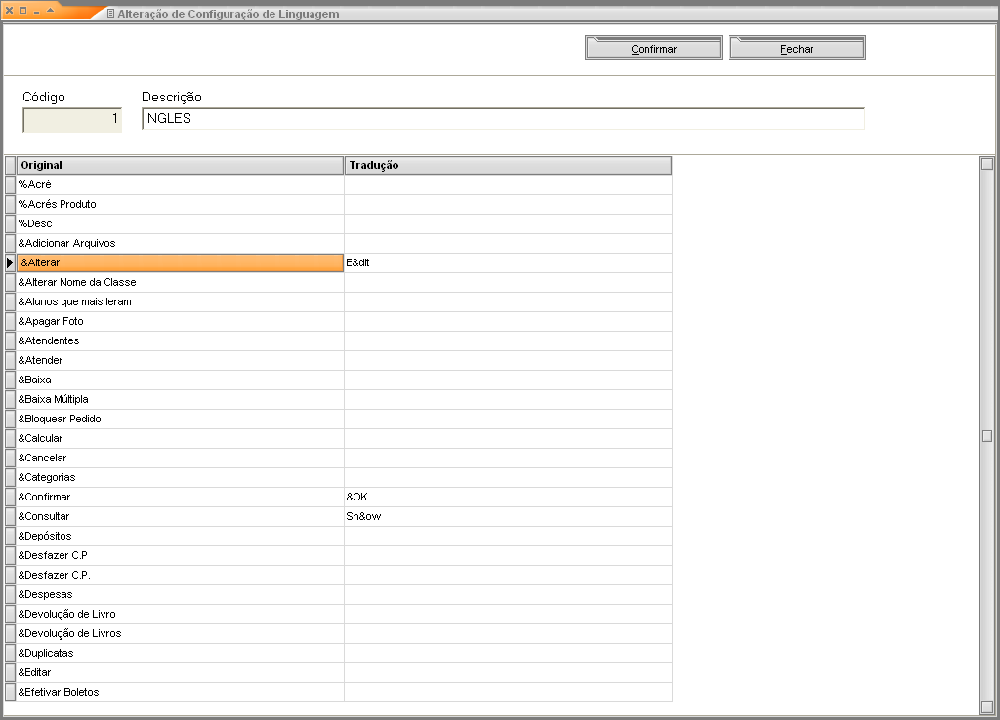 Alteração de Configuração de Linguagem
Confirmar Fechar
Código Descrição
1 INGLES
Original Tradução
%Acré
%Acrés Produto
%Desc
&Adicionar Arquivos
&Alterar E&dit
&Alterar Nome da Classe
&Alunos que mais leram
&Apagar Foto
&Atendentes
&Atender
&Baixa
&Baixa Múltipla
&Bloquear Pedido
&Calcular
&Cancelar
&Categorias
&Confirmar &OK
&Consultar Sh&ow
&Depósitos
&Desfazer C.P
&Desfazer C.P.
&Despesas
&Devolução de Livro
&Devolução de Livros
&Duplicatas
&Editar
&Efetivar Boletos